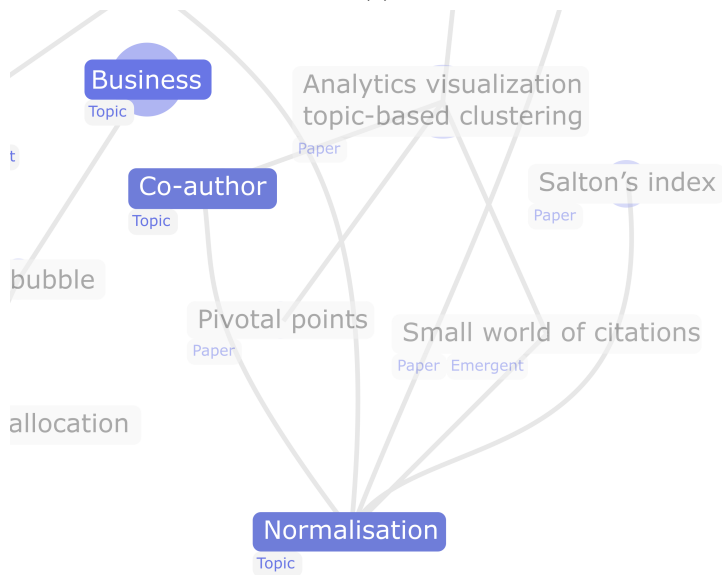 Business
Topic
Analytics visualization
topic-based clustering
Paper
t
Co-author
Topic
Salton’s index
Paper
bubble
Pivotal points
Paper
Small world of citations
Paper Emergent
allocation
Normalisation
Topic